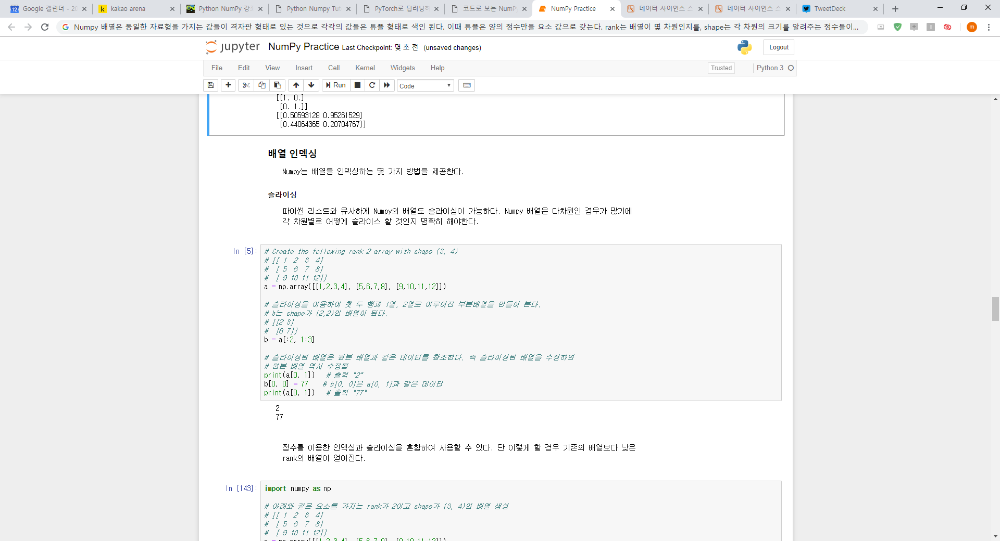 Google 캘린더 - 20
kakao arena
Python NumPy 강좌
Python Numpy Tut
PyTorch로 딥러닝하
코드로 보는 NumPy
NumPy Practice
데이터 사이언스 스
데이터 사이언스 스
TweetDeck
Numpy 배열은 동일한 자료형을 가지는 값들이 격자판 형태로 있는 것으로 각각의 값들은 튜플 형태로 색인 된다. 이때 튜플은 양의 정수만을 요소 값으로 갖는다. rank는 배열이 몇 차원인지를, shape는 각 차원의 크기를 알려주는 정수들이...
m
jupyter NumPy Practice Last Checkpoint: 몇 초 전 (unsaved changes)
Logout
File Edit View Insert Cell Kernel Widgets Help
Trusted
Python 3
Run
Code
[[1. 0.]
[0. 1.]]
[[0.50593128 0.95261529]
[0.44064365 0.20704767]]
배열 인덱싱
Numpy는 배열을 인덱싱하는 몇 가지 방법을 제공한다.
슬라이싱
파이썬 리스트와 유사하게 Numpy의 배열도 슬라이싱이 가능하다. Numpy 배열은 다차원인 경우가 많기에
각 차원별로 어떻게 슬라이스 할 것인지 명확히 해야한다.
In [5]:
# Create the following rank 2 array with shape (3, 4)
# [[ 1  2  3  4]
#  [ 5  6  7  8]
#  [ 9 10 11 12]]
a = np.array([[1,2,3,4], [5,6,7,8], [9,10,11,12]])
# 슬라이싱을 이용하여 첫 두 행과 1열, 2열로 이루어진 부분배열을 만들어 본다.
# b는 shape가 (2,2)인 배열이 된다.
# [[2 3]
#  [6 7]]
b = a[:2, 1:3]
# 슬라이싱된 배열은 원본 배열과 같은 데이터를 참조한다. 즉 슬라이싱된 배열을 수정하면
# 원본 배열 역시 수정됨
print(a[0, 1])   # 출력 "2"
b[0, 0] = 77    # b[0, 0]은 a[0, 1]과 같은 데이터
print(a[0, 1])   # 출력 "77"
2
77
정수를 이용한 인덱싱과 슬라이싱을 혼합하여 사용할 수 있다. 단 이렇게 할 경우 기존의 배열보다 낮은
rank의 배열이 얻어진다.
In [143]:
import numpy as np
# 아래와 같은 요소를 가지는 rank가 2이고 shape가 (3, 4)인 배열 생성
# [[ 1  2  3  4]
#  [ 5  6  7  8]
#  [ 9 10 11 12]]
a = np.array([[1,2,3,4], [5,6,7,8], [9,10,11,12]])